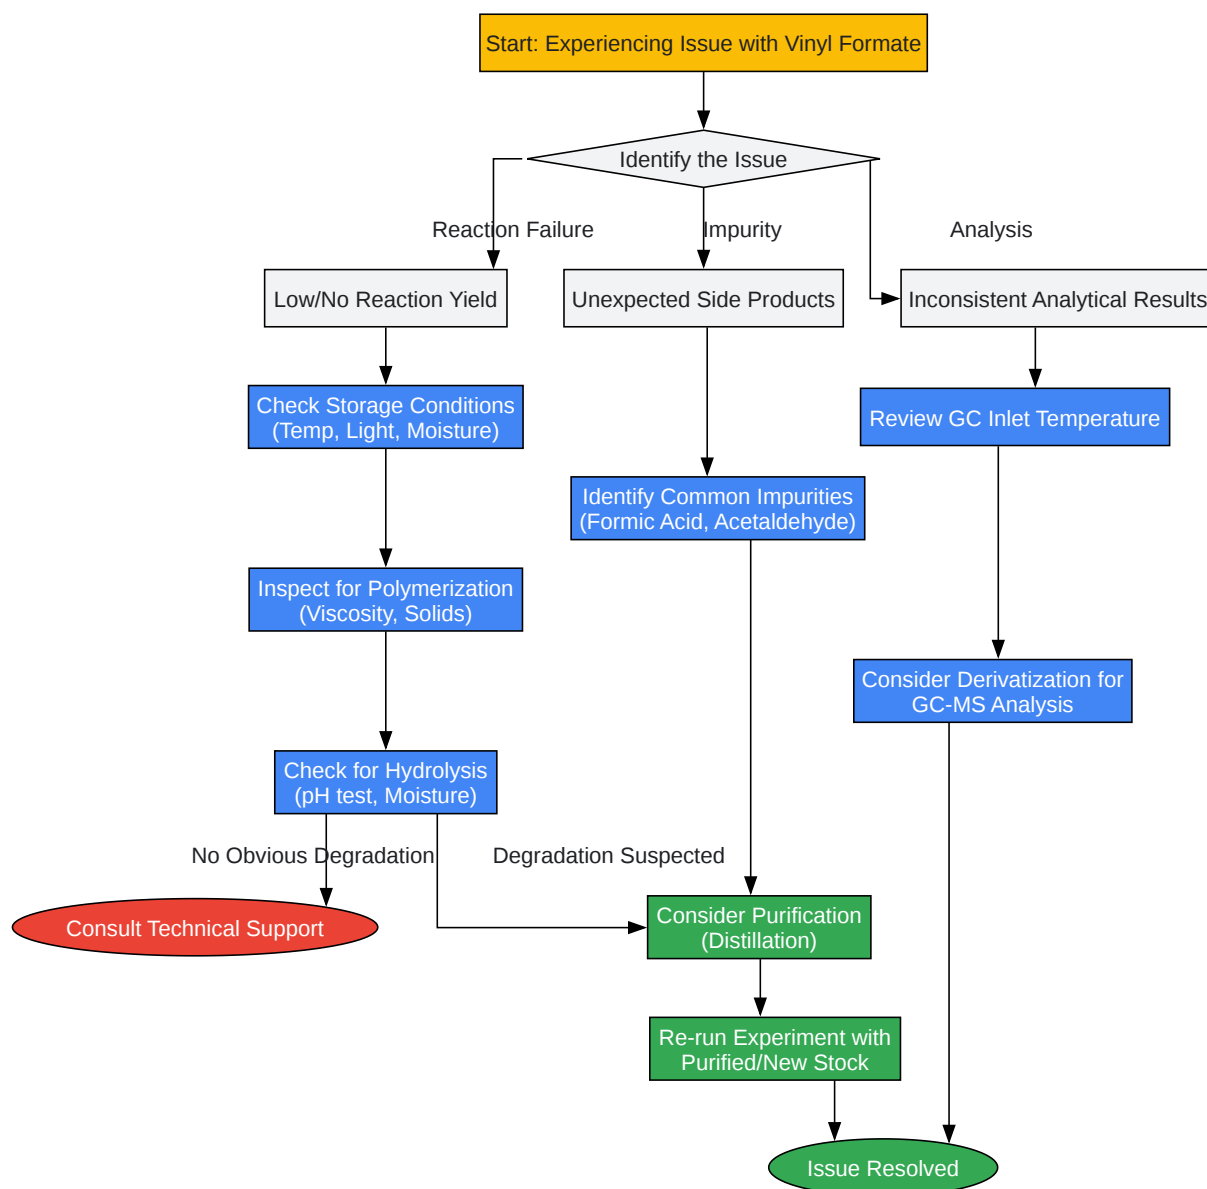 Start: Experiencing Issue with Vinyl Formate
Identify the Issue
Reaction Failure
Impurity
Analysis
Low/No Reaction Yield
Unexpected Side Products
Inconsistent Analytical Results
Check Storage Conditions
(Temp, Light, Moisture)
Review GC Inlet Temperature
Identify Common Impurities
(Formic Acid, Acetaldehyde)
Inspect for Polymerization
(Viscosity, Solids)
Consider Derivatization for
GC-MS Analysis
Check for Hydrolysis
(pH test, Moisture)
No Obvious Degradation
Degradation Suspected
Consult Technical Support
Consider Purification
(Distillation)
Re-run Experiment with
Purified/New Stock
Issue Resolved